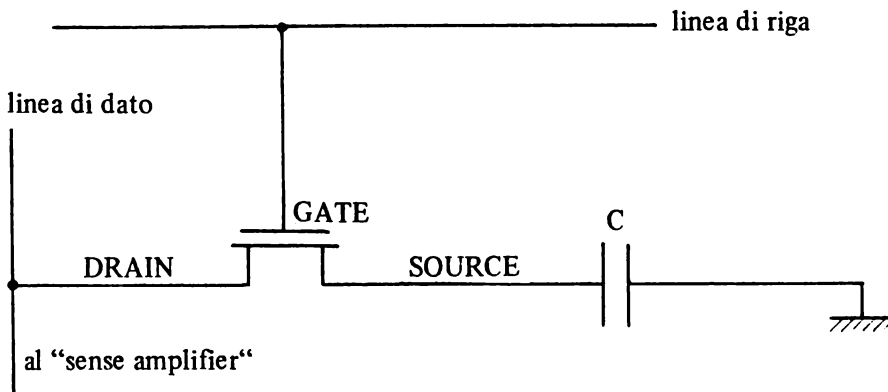 linea di riga
linea di dato
GATE
C
DRAIN
SOURCE
al “sense amplifier“